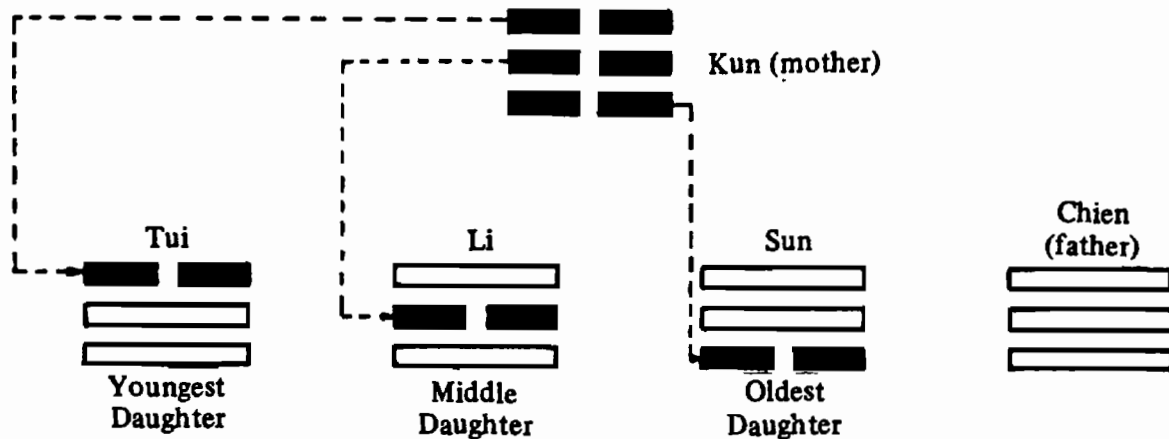 Kun (mother)
Tui
Li
Sun
Chien
(father)
Youngest
Daughter
Middle
Daughter
Oldest
Daughter